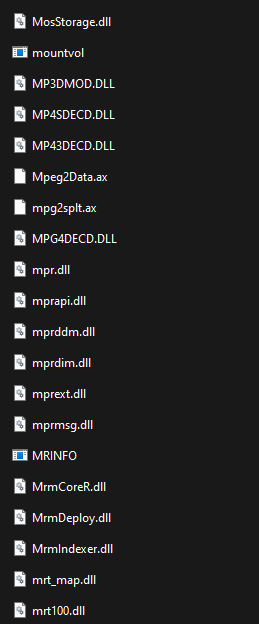 MosStorage.dll
mountvol
MP3DMOD.DLL
MP4SDECD.DLL
MP43DECD.DLL
Mpeg2Data.ax
mpg2splt.ax
MPG4DECD.DLL
mpr.dll
mprapi.dll
mprddm.dll
mprdim.dll
mprext.dll
mprmsg.dll
MRINFO
MrmCoreR.dll
MrmDeploy.dll
MrmIndexer.dll
mrt_map.dll
mrt100.dll